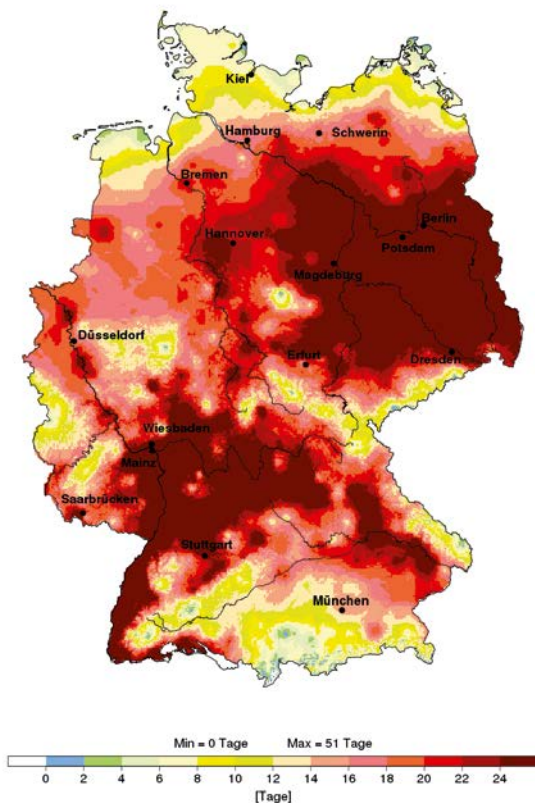 Kiel
Hamburg
Schwerin
Bremen
Berlin
Hannover
Potsdam
Magdeburg
Düsseldorf
Erfurt
Dresden
Wiesbaden
Mainz
Saarbrücken
Stuttgart
München
Min = 0 Tage Max = 51 Tage
0 2 4 6 8 10 12 14 16 18 20 22 24
[Tage]